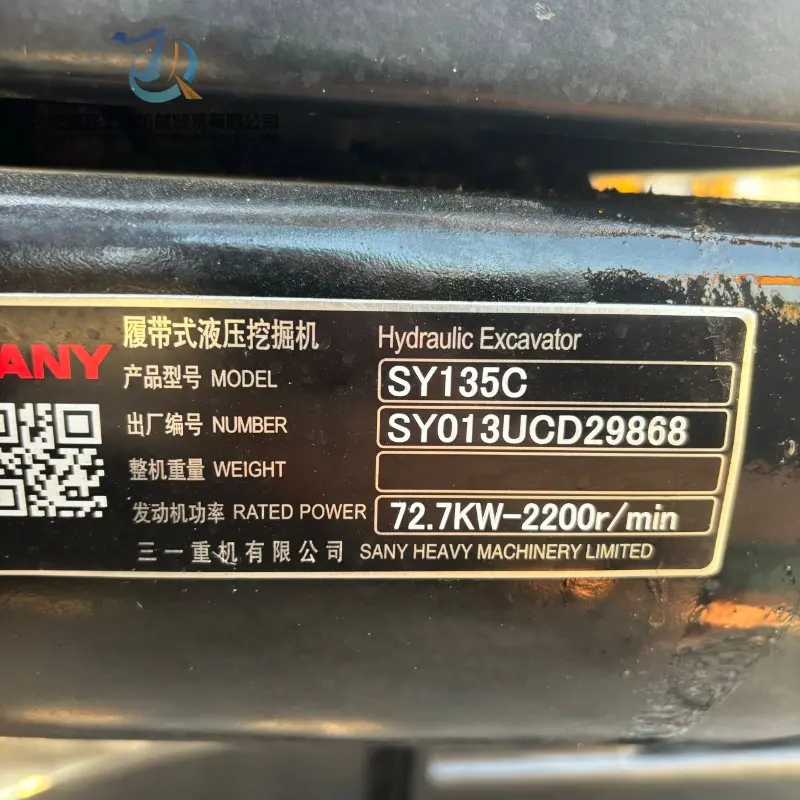 履带式液压挖掘机 Hydraulic Excavator
ANY
产品型号 MODEL SY135C
出厂编号 NUMBER SY013UCD29868
整机重量 WEIGHT
发动机功率 RATED POWER 72.7KW-2200r/min
三一重机有限公司 SANY HEAVY MACHINERY LIMITED